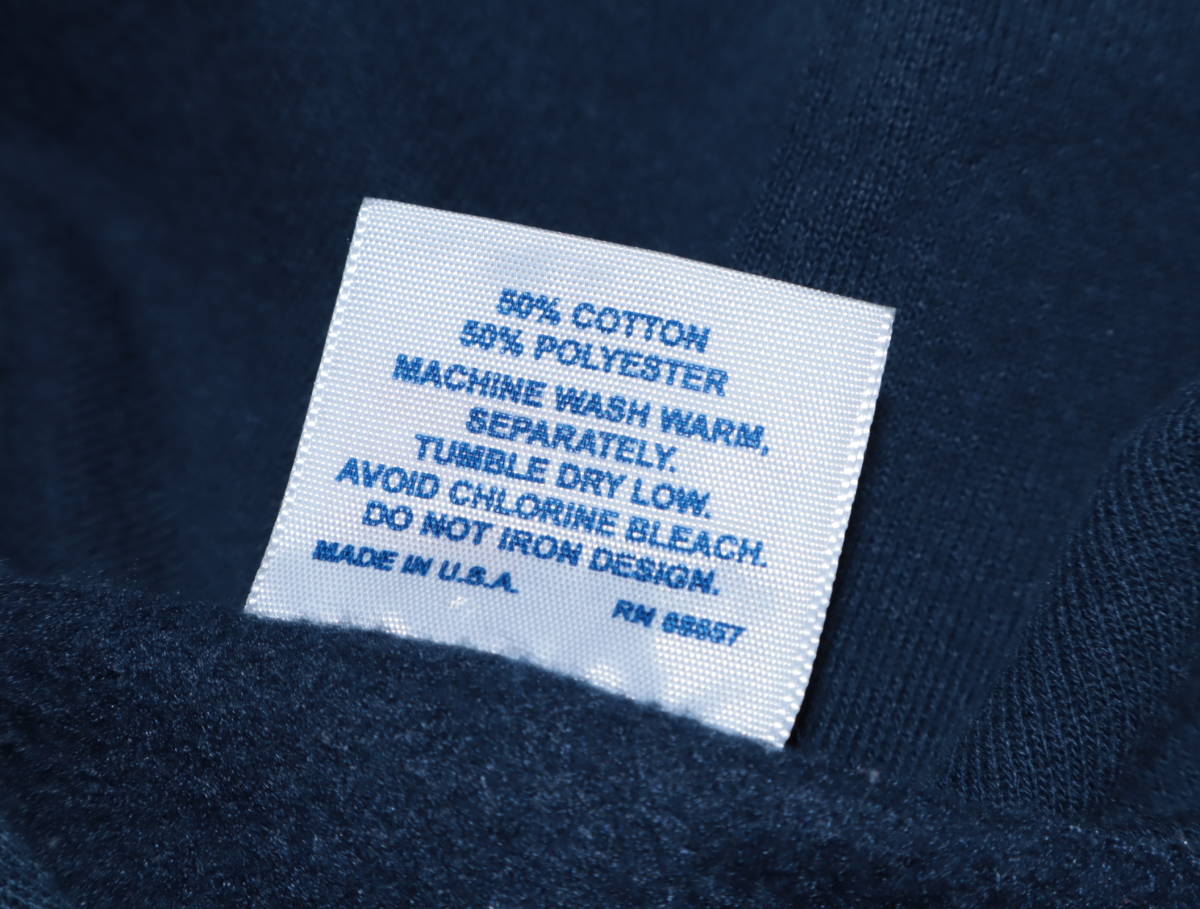 50% COTTON
50% POLYESTER
MACHINE WASH WARM,
SEPARATELY.
TUMBLE DRY LOW.
AVOID CHLORINE BLEACH.
DO NOT IRON DESIGN.
MADE IN U.S.A.
RN